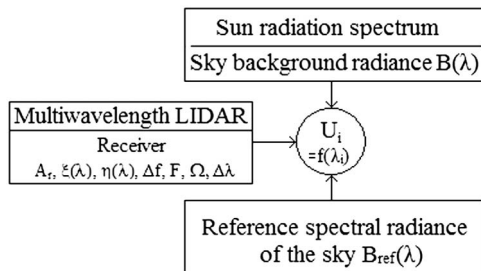 Sun radiation spectrum
Sky background radiance B(λ)
Multiwavelength LIDAR
Receiver
Aᵣ, ξ(λ), η(λ), Δf, F, Ω, Δλ
Uᵢ
=f(λᵢ)
Reference spectral radiance
of the sky B_ref(λ)